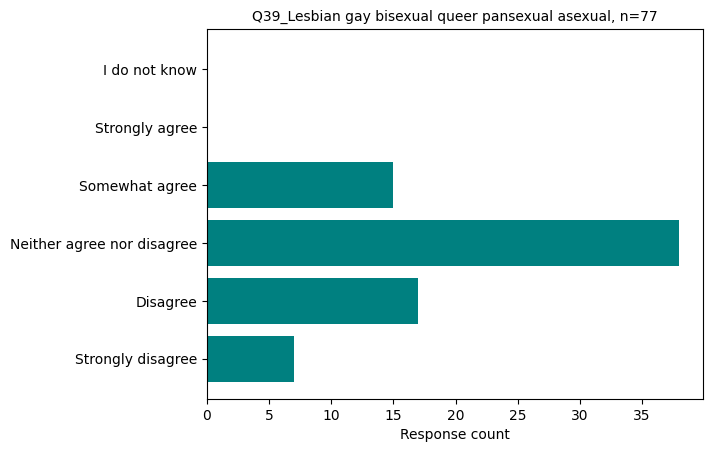 Q39_Lesbian gay bisexual queer pansexual asexual, n=77
I do not know
Strongly agree
Somewhat agree
Neither agree nor disagree
Disagree
Strongly disagree
0 5 10 15 20 25 30 35
Response count